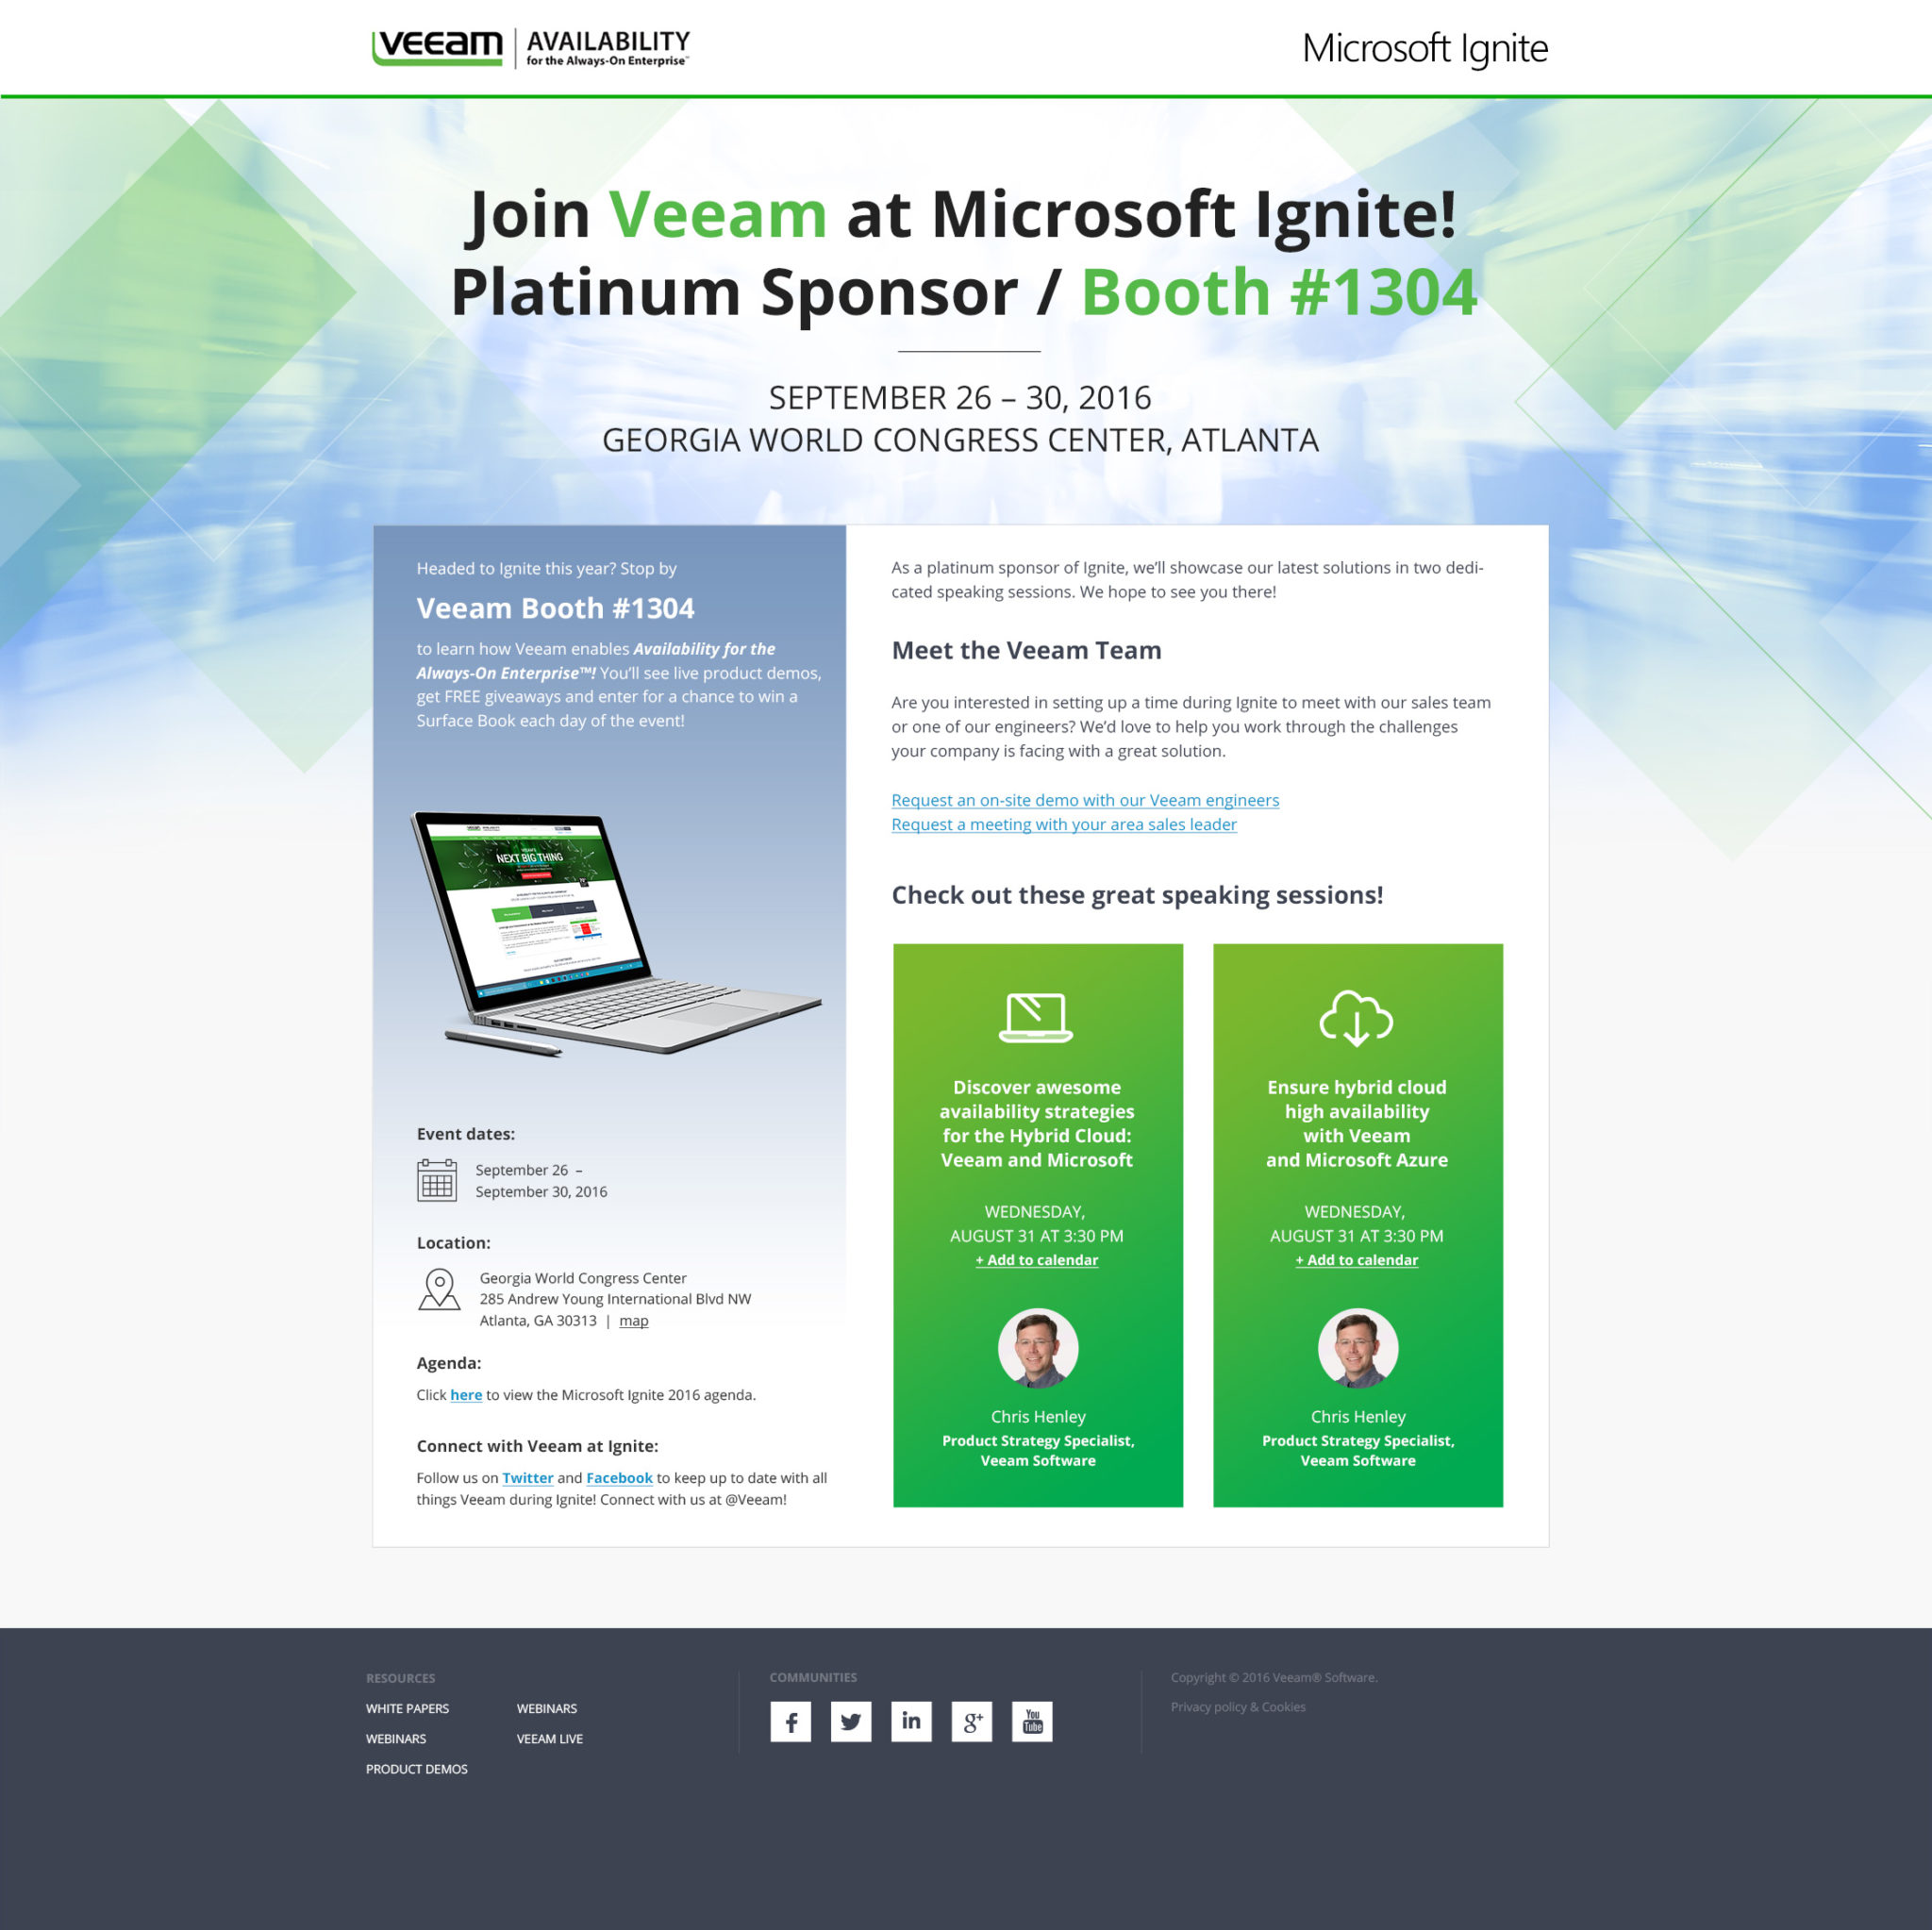 veeam AVAILABILITY
for the Always-On Enterprise™
Microsoft Ignite
Join Veeam at Microsoft Ignite!
Platinum Sponsor / Booth #1304
SEPTEMBER 26 – 30, 2016
GEORGIA WORLD CONGRESS CENTER, ATLANTA
Headed to Ignite this year? Stop by
Veeam Booth #1304
to learn how Veeam enables Availability for the
Always-On Enterprise™! You'll see live product demos,
get FREE giveaways and enter for a chance to win a
Surface Book each day of the event!
NEXT BIG THING
Event dates:
September 26 –
September 30, 2016
Location:
Georgia World Congress Center
285 Andrew Young International Blvd NW
Atlanta, GA 30313 | map
Agenda:
Click here to view the Microsoft Ignite 2016 agenda.
Connect with Veeam at Ignite:
Follow us on Twitter and Facebook to keep up to date with all
things Veeam during Ignite! Connect with us at @Veeam!
As a platinum sponsor of Ignite, we'll showcase our latest solutions in two dedi-
cated speaking sessions. We hope to see you there!
Meet the Veeam Team
Are you interested in setting up a time during Ignite to meet with our sales team
or one of our engineers? We'd love to help you work through the challenges
your company is facing with a great solution.
Request an on-site demo with our Veeam engineers
Request a meeting with your area sales leader
Check out these great speaking sessions!
Discover awesome
availability strategies
for the Hybrid Cloud:
Veeam and Microsoft
WEDNESDAY,
AUGUST 31 AT 3:30 PM
+ Add to calendar
Chris Henley
Product Strategy Specialist,
Veeam Software
Ensure hybrid cloud
high availability
with Veeam
and Microsoft Azure
WEDNESDAY,
AUGUST 31 AT 3:30 PM
+ Add to calendar
Chris Henley
Product Strategy Specialist,
Veeam Software
RESOURCES
WHITE PAPERS
WEBINARS
PRODUCT DEMOS
WEBINARS
VEEAM LIVE
COMMUNITIES
f
in
g+
You
Tube
Copyright © 2016 Veeam® Software.
Privacy policy & Cookies